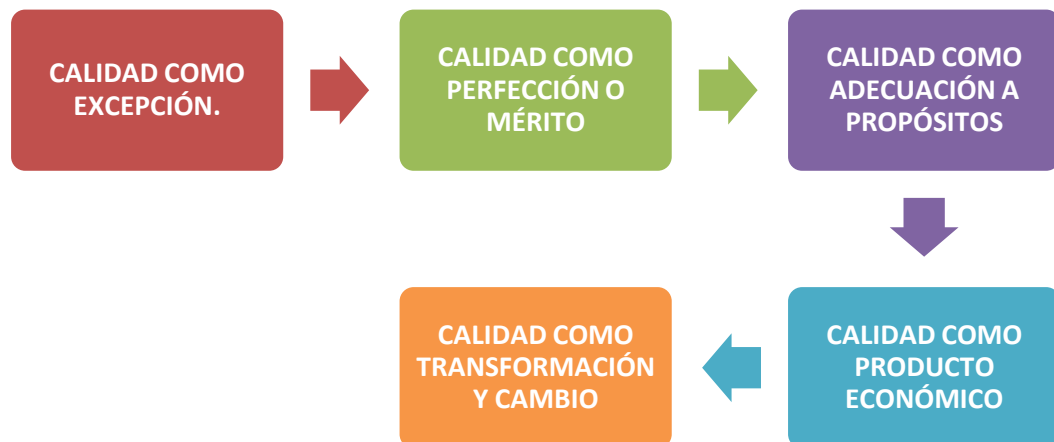 CALIDAD COMO
EXCEPCIÓN.
CALIDAD COMO
PERFECCIÓN O
MÉRITO
CALIDAD COMO
ADECUACIÓN A
PROPÓSITOS
CALIDAD COMO
PRODUCTO
ECONÓMICO
CALIDAD COMO
TRANSFORMACIÓN
Y CAMBIO